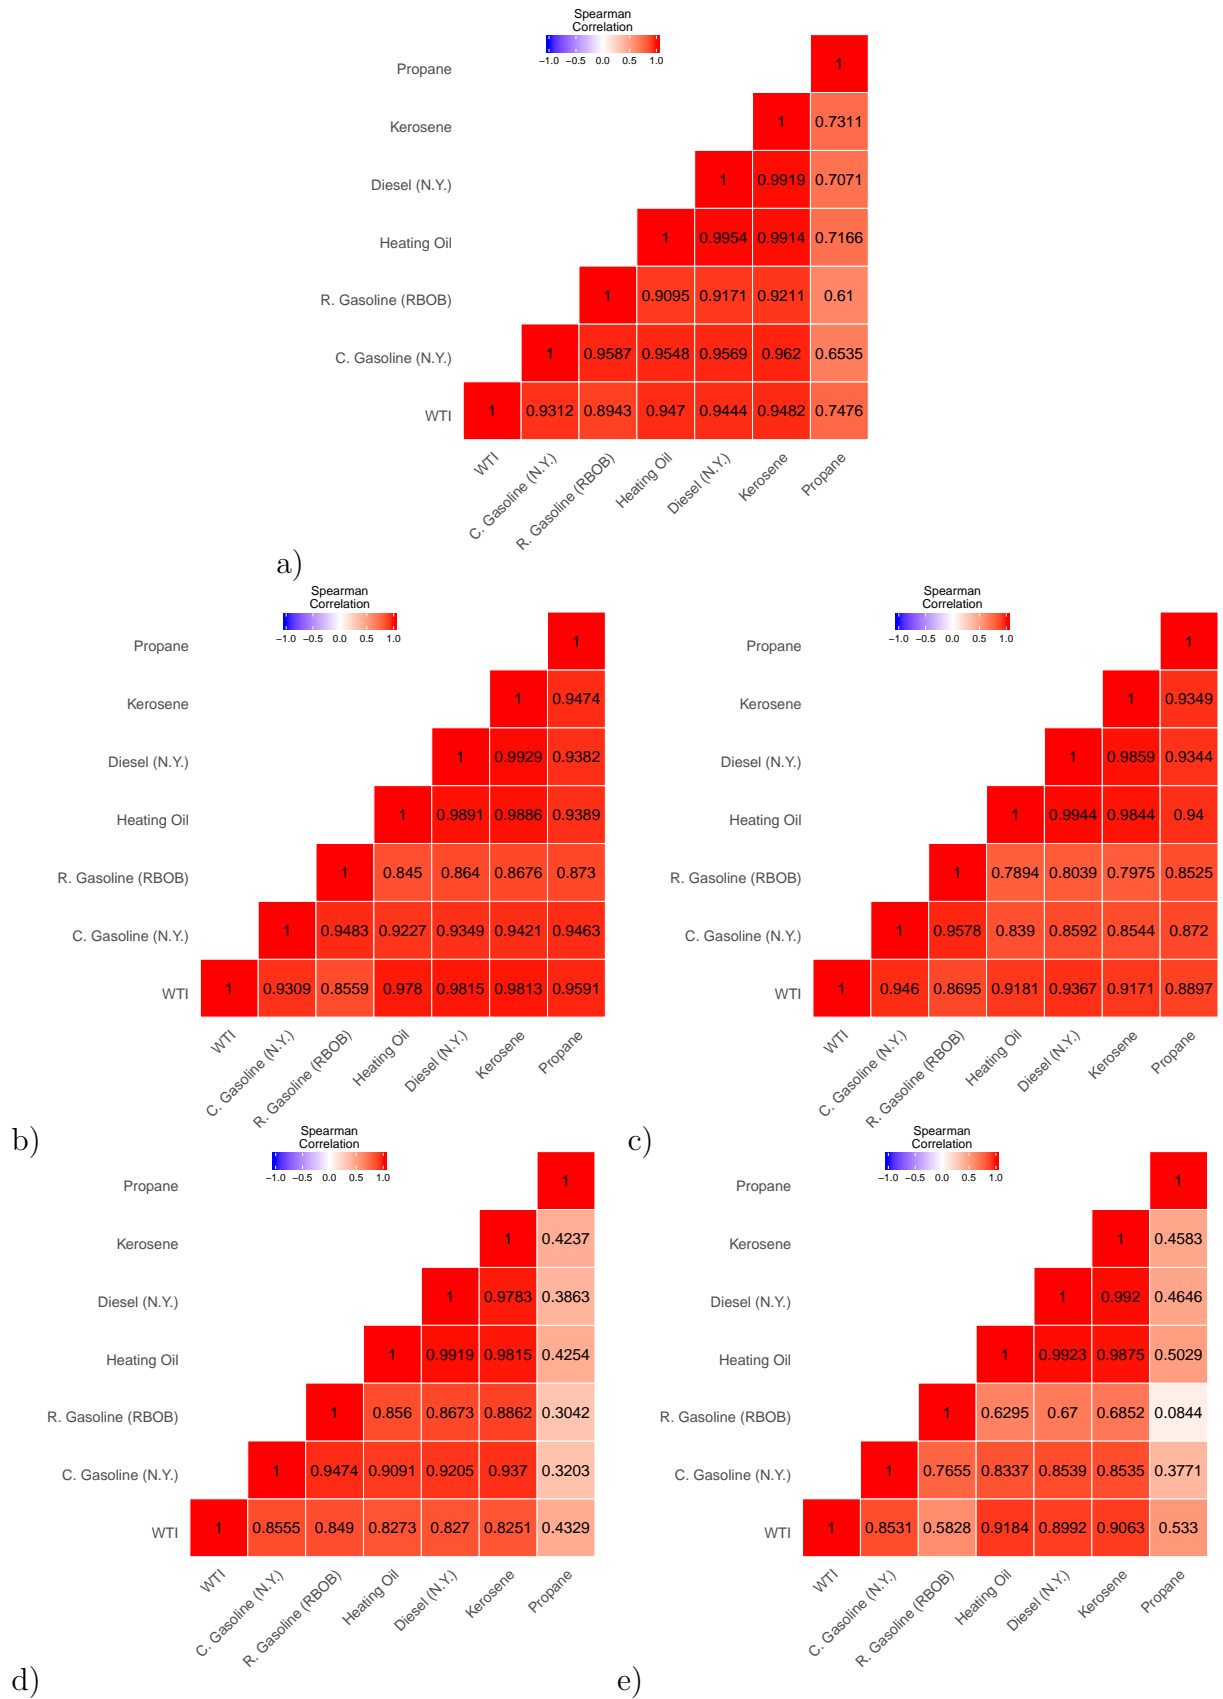 Spearman
Correlation
−1.0 −0.5 0.0 0.5 1.0
Propane 1
Kerosene 1 0.7311
Diesel (N.Y.) 1 0.9919 0.7071
Heating Oil 1 0.9954 0.9914 0.7166
R. Gasoline (RBOB) 1 0.9095 0.9171 0.9211 0.61
C. Gasoline (N.Y.) 1 0.9587 0.9548 0.9569 0.962 0.6535
WTI 1 0.9312 0.8943 0.947 0.9444 0.9482 0.7476
WTI C. Gasoline (N.Y.) R. Gasoline (RBOB) Heating Oil Diesel (N.Y.) Kerosene Propane
a)
Spearman
Correlation
−1.0 −0.5 0.0 0.5 1.0
Propane 1
Kerosene 1 0.9474
Diesel (N.Y.) 1 0.9929 0.9382
Heating Oil 1 0.9891 0.9886 0.9389
R. Gasoline (RBOB) 1 0.845 0.864 0.8676 0.873
C. Gasoline (N.Y.) 1 0.9483 0.9227 0.9349 0.9421 0.9463
WTI 1 0.9309 0.8559 0.978 0.9815 0.9813 0.9591
WTI C. Gasoline (N.Y.) R. Gasoline (RBOB) Heating Oil Diesel (N.Y.) Kerosene Propane
b)
Spearman
Correlation
−1.0 −0.5 0.0 0.5 1.0
Propane 1
Kerosene 1 0.9349
Diesel (N.Y.) 1 0.9859 0.9344
Heating Oil 1 0.9944 0.9844 0.94
R. Gasoline (RBOB) 1 0.7894 0.8039 0.7975 0.8525
C. Gasoline (N.Y.) 1 0.9578 0.839 0.8592 0.8544 0.872
WTI 1 0.946 0.8695 0.9181 0.9367 0.9171 0.8897
WTI C. Gasoline (N.Y.) R. Gasoline (RBOB) Heating Oil Diesel (N.Y.) Kerosene Propane
c)
Spearman
Correlation
−1.0 −0.5 0.0 0.5 1.0
Propane 1
Kerosene 1 0.4237
Diesel (N.Y.) 1 0.9783 0.3863
Heating Oil 1 0.9919 0.9815 0.4254
R. Gasoline (RBOB) 1 0.856 0.8673 0.8862 0.3042
C. Gasoline (N.Y.) 1 0.9474 0.9091 0.9205 0.937 0.3203
WTI 1 0.8555 0.849 0.8273 0.827 0.8251 0.4329
WTI C. Gasoline (N.Y.) R. Gasoline (RBOB) Heating Oil Diesel (N.Y.) Kerosene Propane
d)
Spearman
Correlation
−1.0 −0.5 0.0 0.5 1.0
Propane 1
Kerosene 1 0.4583
Diesel (N.Y.) 1 0.992 0.4646
Heating Oil 1 0.9923 0.9875 0.5029
R. Gasoline (RBOB) 1 0.6295 0.67 0.6852 0.0844
C. Gasoline (N.Y.) 1 0.7655 0.8337 0.8539 0.8535 0.3771
WTI 1 0.8531 0.5828 0.9184 0.8992 0.9063 0.533
WTI C. Gasoline (N.Y.) R. Gasoline (RBOB) Heating Oil Diesel (N.Y.) Kerosene Propane
e)